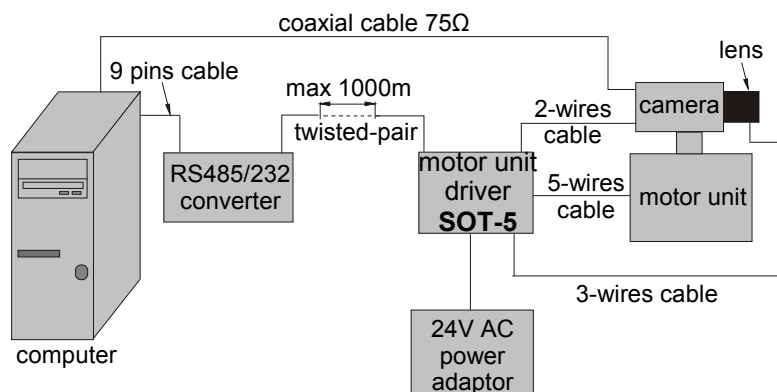 coaxial cable 75Ω
lens
9 pins cable
max 1000m
camera
2-wires
cable
twisted-pair
RS485/232
converter
motor unit
driver
SOT-5
5-wires
cable
motor unit
3-wires cable
24V AC
power
adaptor
computer